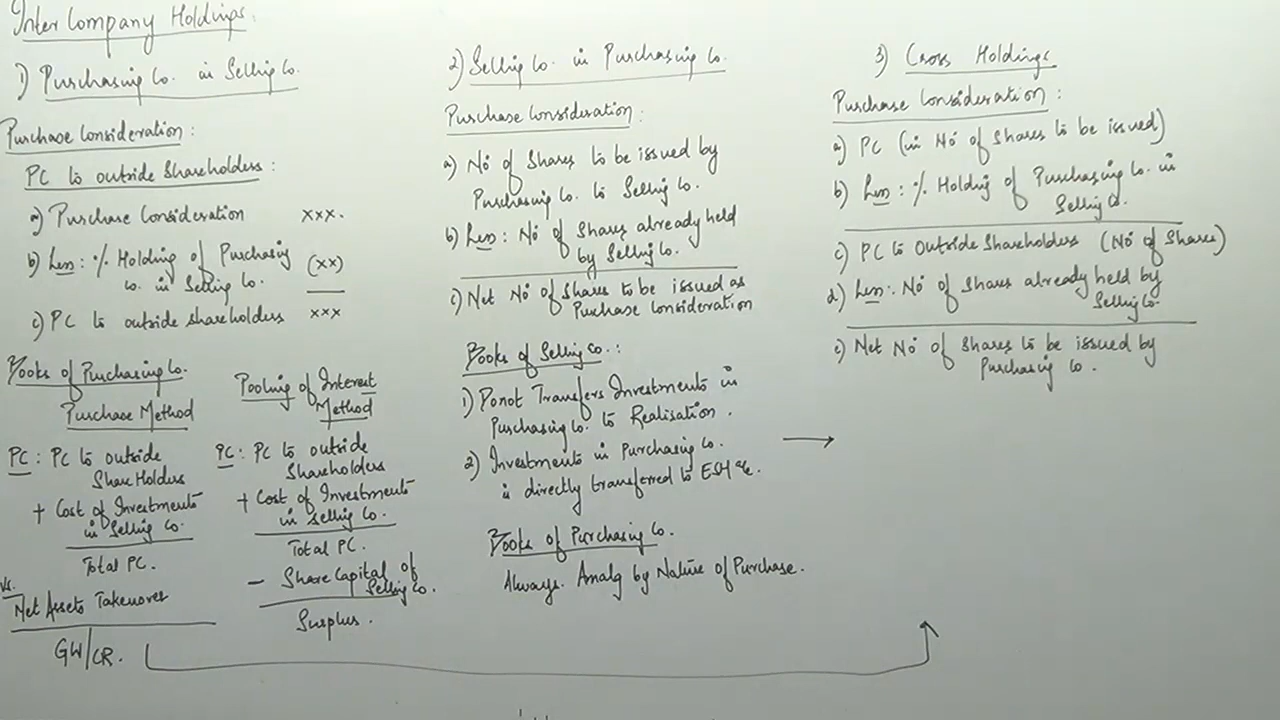 Inter Company Holdings:
1) Purchasing Co. in Selling Co.
Purchase Consideration:
PC to outside Shareholders:
a) Purchase Consideration xxx.
b) Less: % Holding of Purchasing
Co. in Selling Co. (xx)
c) PC to outside shareholders xxx
Books of Purchasing Co.
Purchase Method
PC: PC to outside
ShareHolders
+ Cost of Investments
in Selling Co.
Total PC.
Vs.
Net Assets Takenover
GW/CR.
Pooling of Interest
Method
PC: PC to outside
Shareholders
+ Cost of Investments
in Selling Co.
Total PC.
- Share Capital of
Selling Co.
Surplus.
2) Selling Co. in Purchasing Co.
Purchase Consideration:
a) No of Shares to be issued by
Purchasing Co. to Selling Co.
b) Less: No of Shares already held
by Selling Co.
c) Net No of Shares to be issued as
Purchase Consideration
Books of Selling Co.:
1) Donot Transfers Investments in
Purchasing Co. to Realisation.
2) Investments in Purchasing Co.
is directly transferred to ESH a/c.
Books of Purchasing Co.
Always. Amalg by Nature of Purchase.
3) Cross Holdings
Purchase Consideration:
a) PC (in No of Shares to be issued)
b) Less: % Holding of Purchasing Co. in
Selling Co.
c) PC to Outside Shareholders (No of Shares)
d) Less: No of Shares already held by
Selling Co.
e) Net No of Shares to be issued by
Purchasing Co.